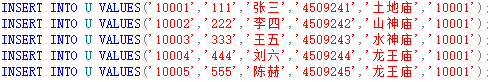 INSERT INTO U VALUES('10001','111','张三','4509241','土地庙','10001');
INSERT INTO U VALUES('10002','222','李四','4509242','山神庙','10001');
INSERT INTO U VALUES('10003','333','王五','4509243','水神庙','10001');
INSERT INTO U VALUES('10004','444','刘六','4509244','龙王庙','10001');
INSERT INTO U VALUES('10005','555','陈赫','4509245','龙王庙','10001');